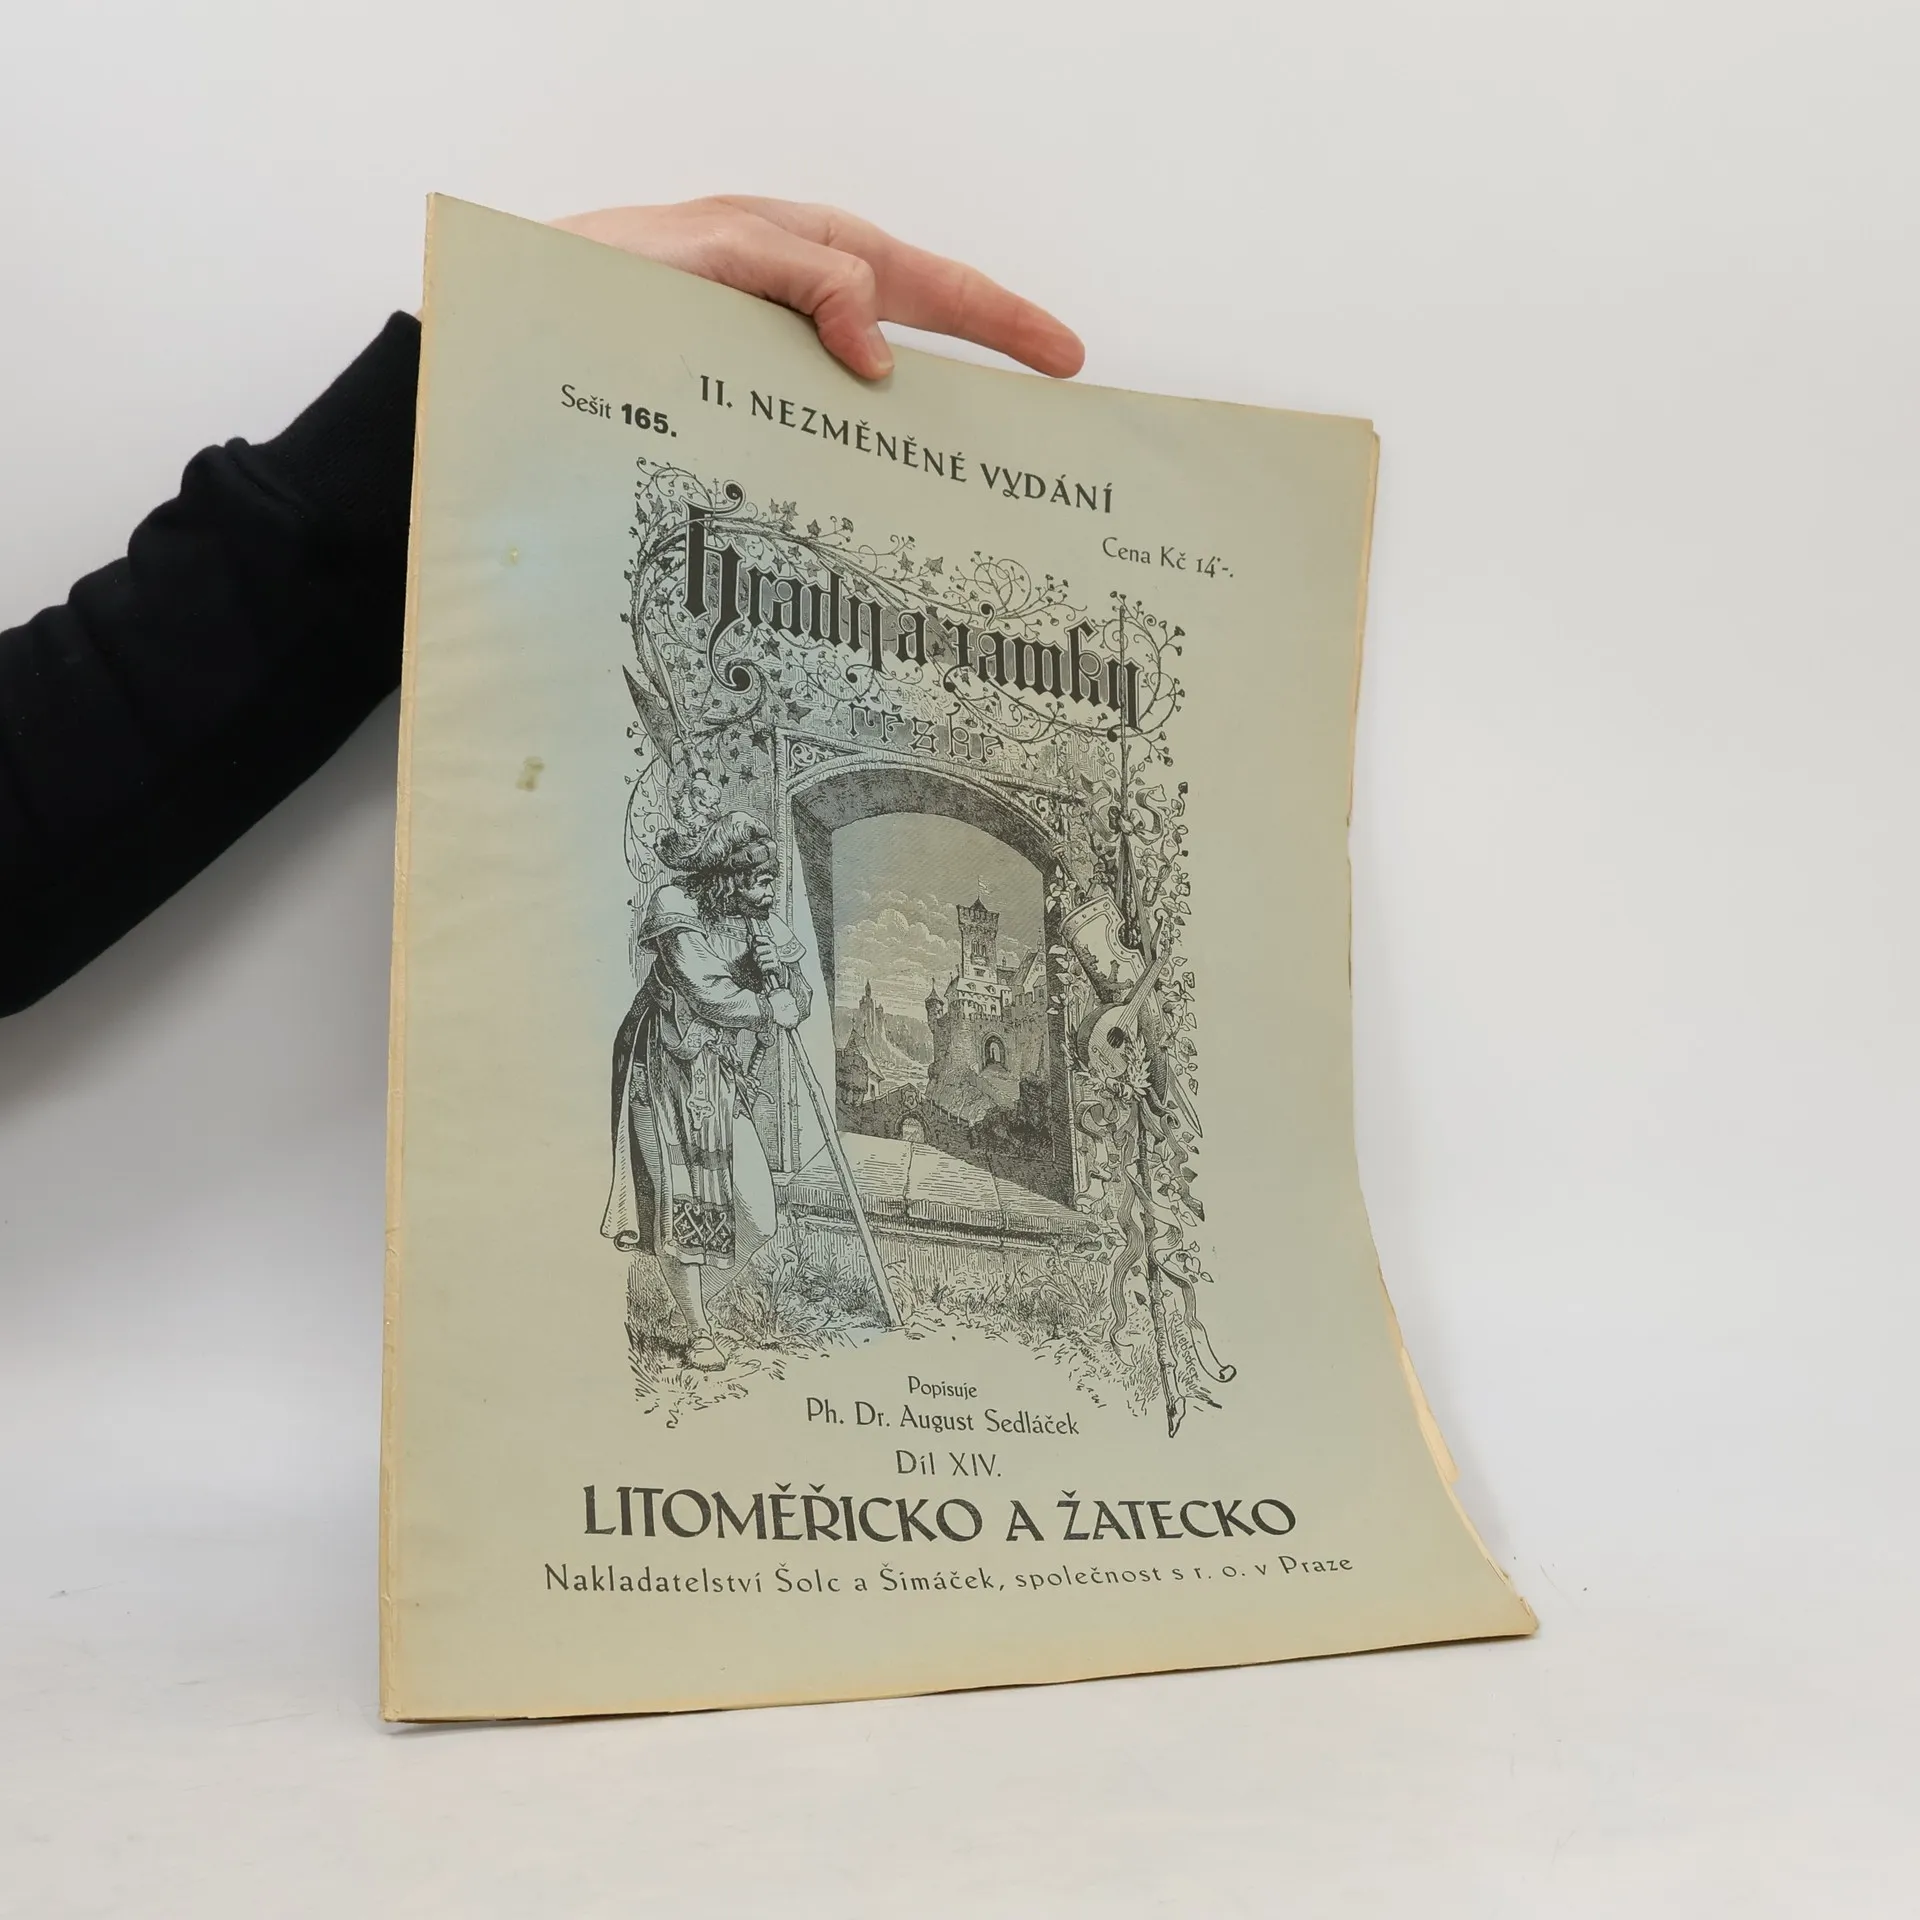 II. NEZMĚNĚNÉ VYDÁNÍ
Sešit 165.
Cena Kč 14·-.
Hrady a zámky
české
Popisuje
Ph. Dr. August Sedláček
Díl XIV.
LITOMĚŘICKO A ŽATECKO
Nakladatelství Šolc a Šimáček, společnost s r. o. v Praze